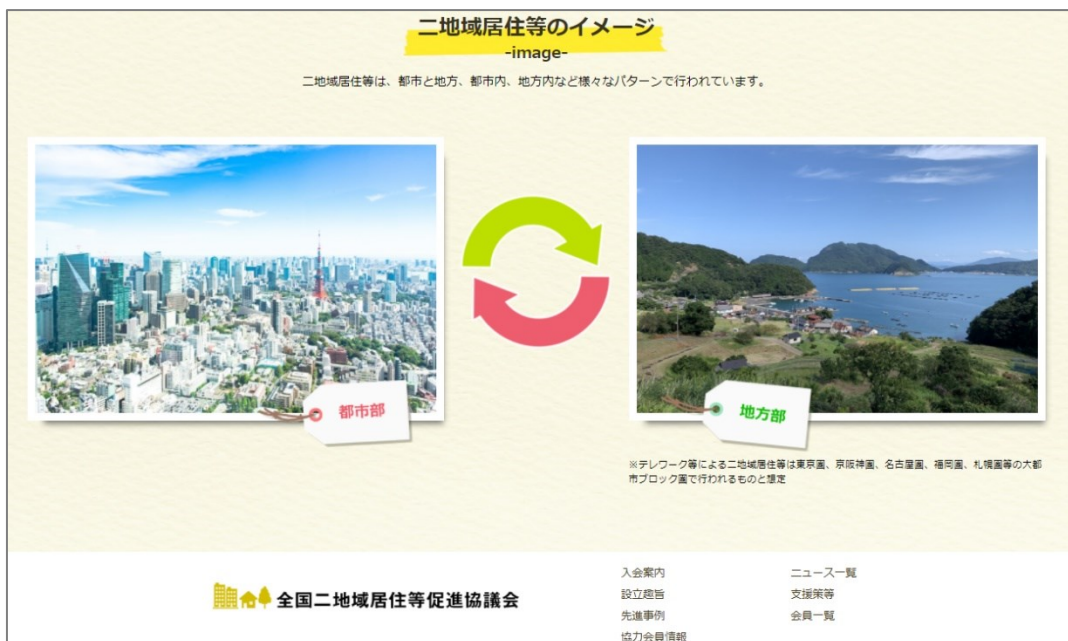 二地域居住等のイメージ
-image-
二地域居住等は、都市と地方、都市内、地方内など様々なパターンで行われています。
都市部
地方部
※テレワーク等による二地域居住等は東京圏、京阪神圏、名古屋圏、福岡圏、札幌圏等の大都
市ブロック圏で行われるものと想定
全国二地域居住等促進協議会
入会案内
設立趣旨
先進事例
協力会員情報
ニュース一覧
支援策等
会員一覧